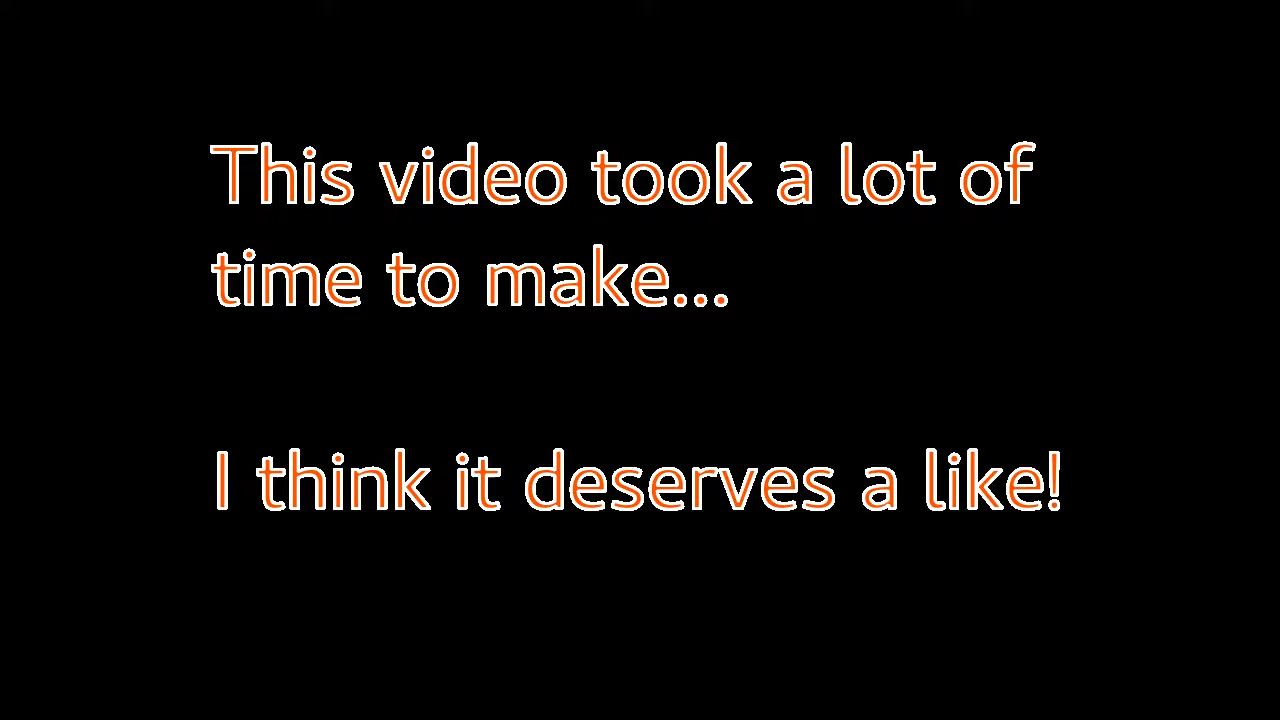 This video took a lot of
time to make...
I think it deserves a like!